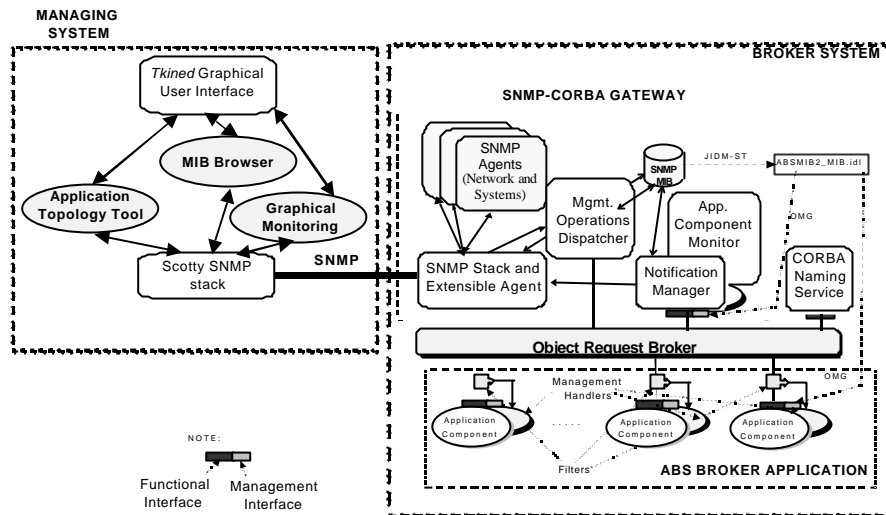 MANAGING
SYSTEM
Tkined Graphical
User Interface
MIB Browser
Application
Topology Tool
Graphical
Monitoring
Scotty SNMP
stack
SNMP
BROKER SYSTEM
SNMP-CORBA GATEWAY
SNMP
Agents
(Network and
Systems)
Mgmt.
Operations
Dispatcher
SNMP
MIB
JIDM-ST
ABSMIB2_MIB.idl
OMG
App.
Component
Monitor
SNMP Stack and
Extensible Agent
Notification
Manager
CORBA
Naming
Service
Object Request Broker
Management
Handlers
OMG
Application
Component
.....
Application
Component
Application
Component
Filters
ABS BROKER APPLICATION
NOTE:
Functional
Interface
Management
Interface